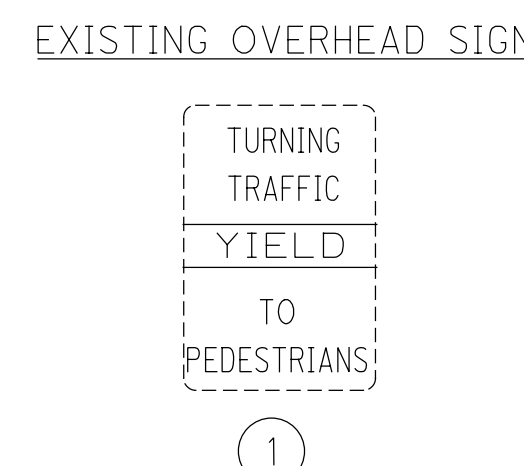 EXISTING OVERHEAD SIGN
TURNING
TRAFFIC
YIELD
TO
PEDESTRIANS
1